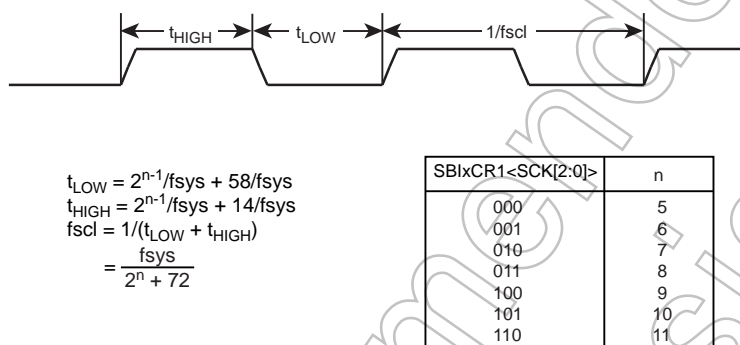 tHIGH tLOW 1/fscl
tLOW = 2n-1/fsys + 58/fsys
tHIGH = 2n-1/fsys + 14/fsys
fscl = 1/(tLOW + tHIGH)
= fsys
2n + 72
SBIxCR1<SCK[2:0]> n
000 5
001 6
010 7
011 8
100 9
101 10
110 11